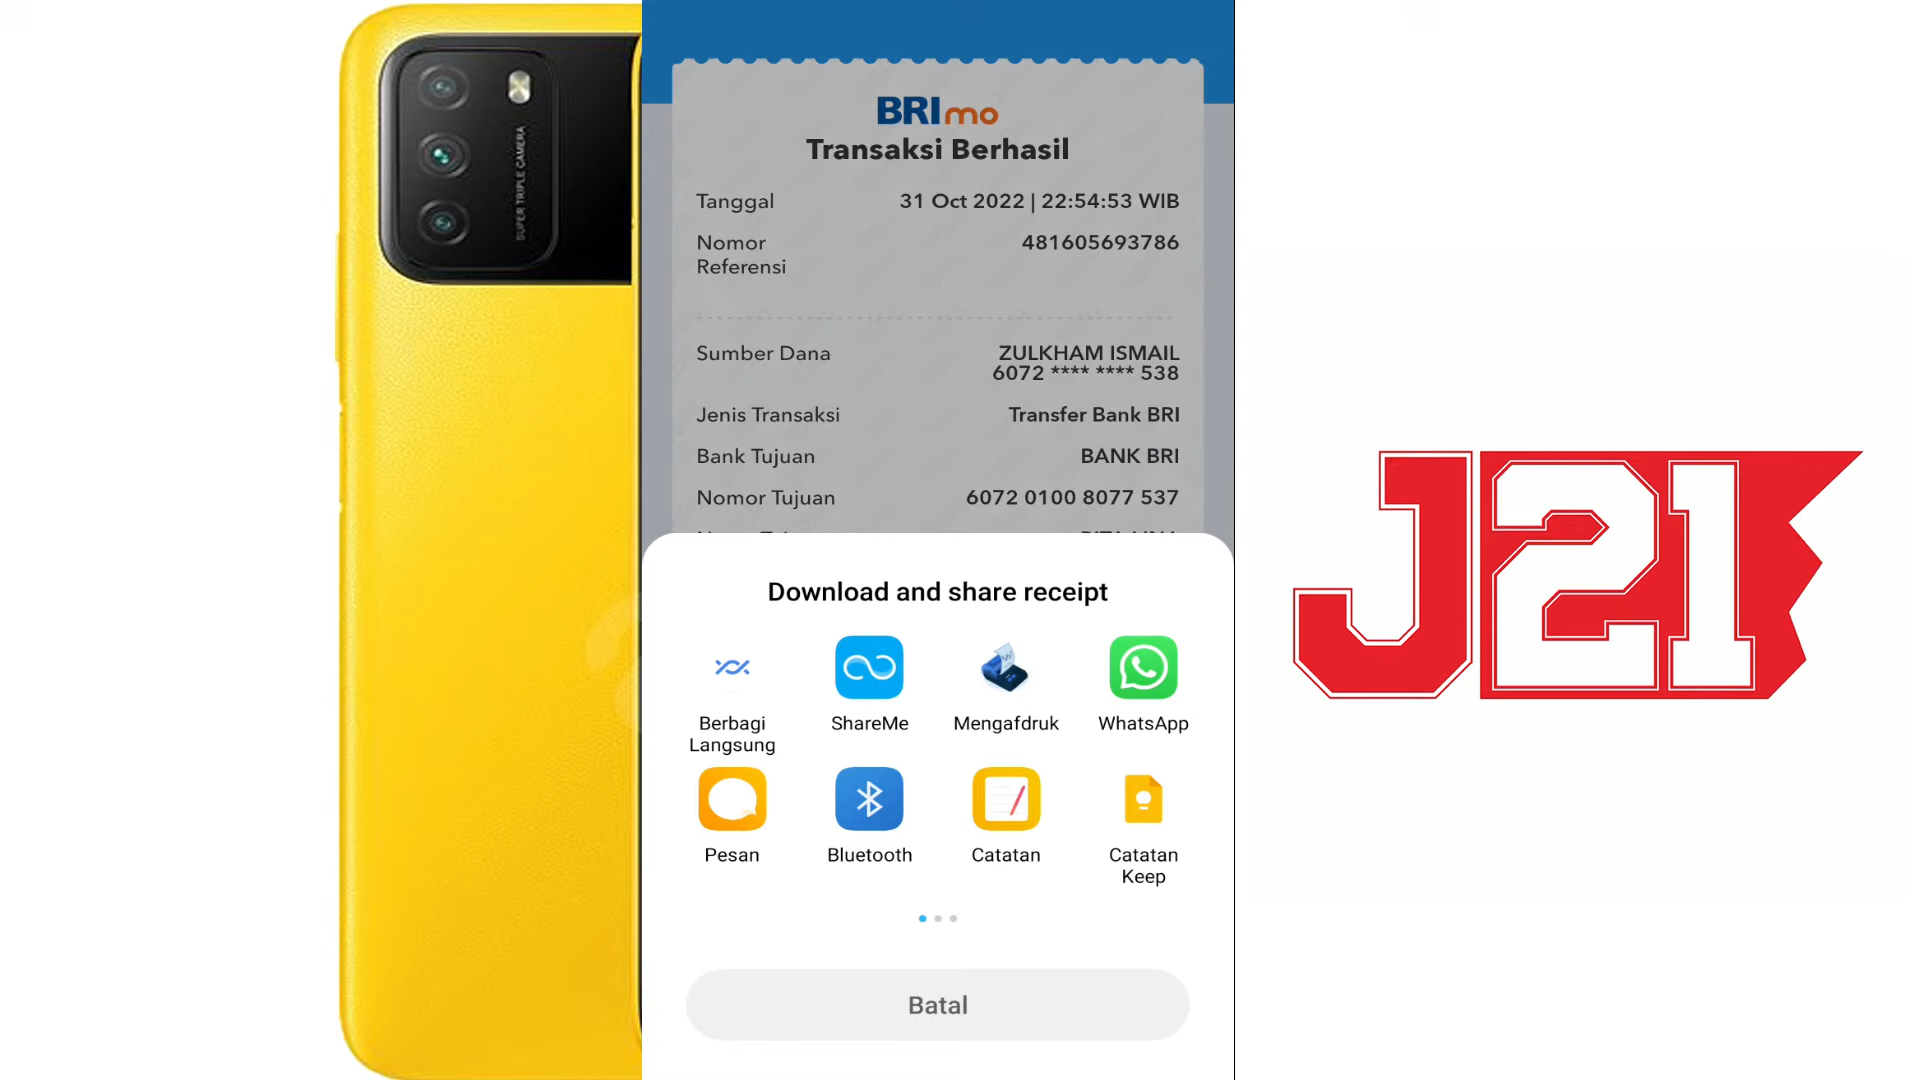 SUPER TRIPLE CAMERA
BRImo
Transaksi Berhasil
Tanggal 31 Oct 2022 | 22:54:53 WIB
Nomor Referensi 481605693786
Sumber Dana ZULKHAM ISMAIL
6072 **** **** 538
Jenis Transaksi Transfer Bank BRI
Bank Tujuan BANK BRI
Nomor Tujuan 6072 0100 8077 537
Download and share receipt
Berbagi Langsung
ShareMe
Mengafdruk
WhatsApp
Pesan
Bluetooth
Catatan
Catatan Keep
Batal
J21